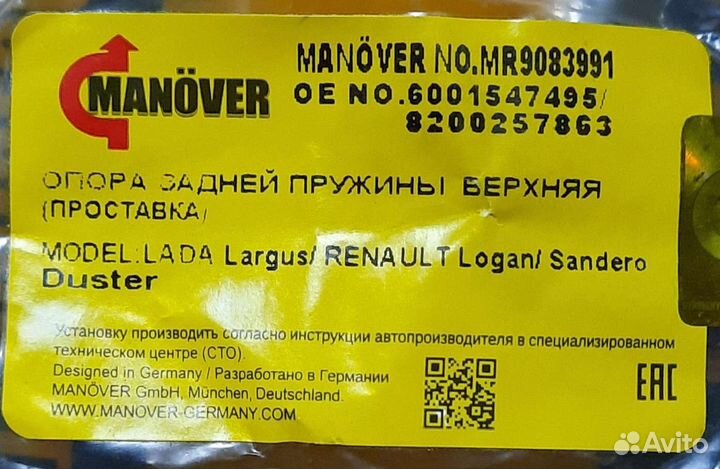 MANÖVER
MANÖVER NO.MR9083991
OE NO.6001547495/
8200257863
ОПОРА ЗАДНЕЙ ПРУЖИНЫ ВЕРХНЯЯ
(ПРОСТАВКА)
MODEL:LADA Largus/ RENAULT Logan/ Sandero
Duster
Установку производить согласно инструкции автопроизводителя в специализированном
техническом центре (СТО).
Designed in Germany / Разработано в Германии
MANÖVER GmbH, München, Deutschland.
WWW.MANOVER-GERMANY.COM
EAC
Avito